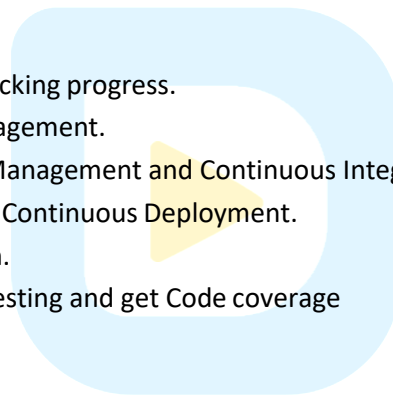 cking progress.
agement.
Management and Continuous Integ
Continuous Deployment.
.
esting and get Code coverage